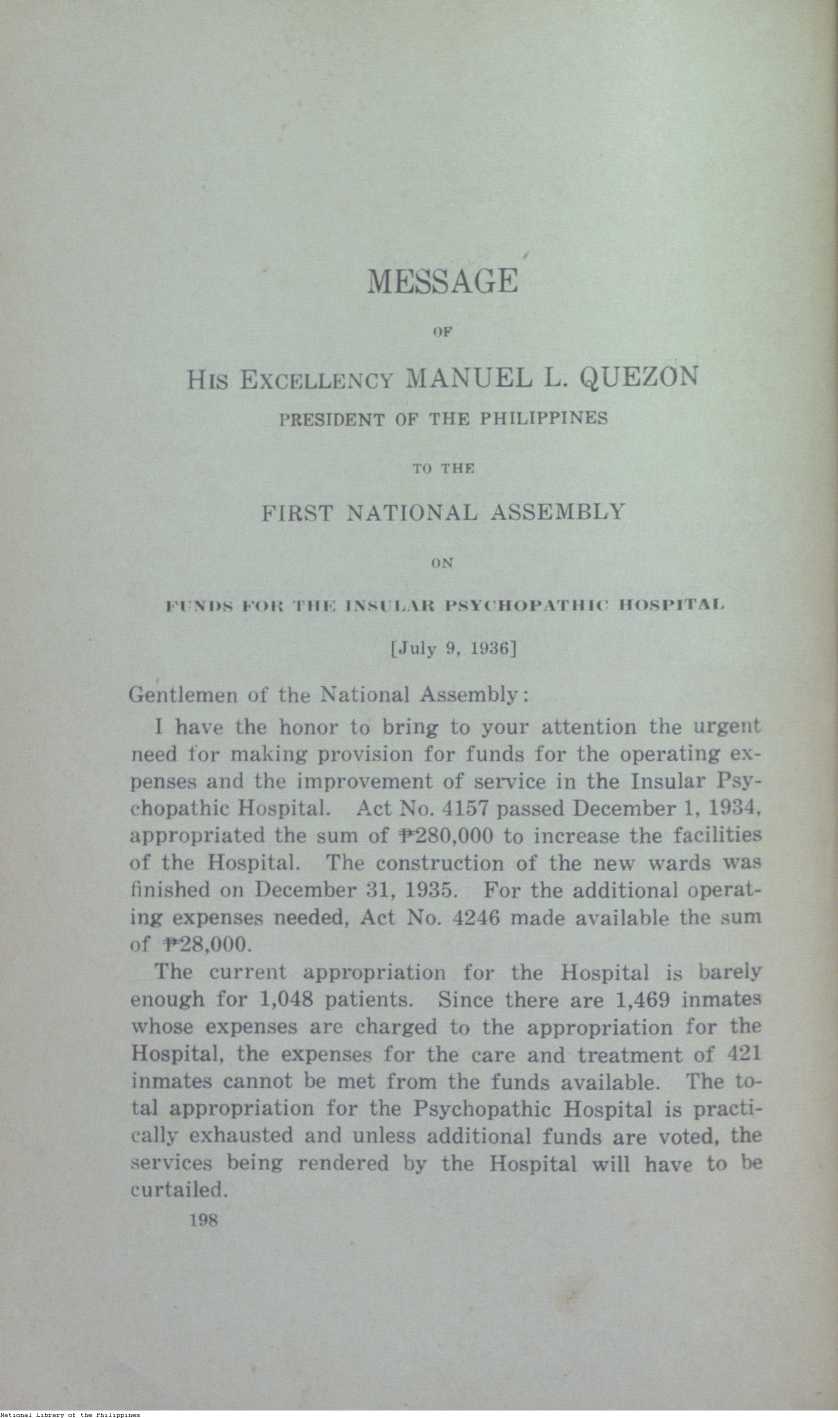 MESSAGE
OF
HIS EXCELLENCY MANUEL L. QUEZON
PRESIDENT OF THE PHILIPPINES
TO THE
FIRST NATIONAL ASSEMBLY
ON
FUNDS FOR THE INSULAR PSYCHOPATHIC HOSPITAL
[July 9, 1936]
Gentlemen of the National Assembly:
I have the honor to bring to your attention the urgent
need for making provision for funds for the operating ex-
penses and the improvement of service in the Insular Psy-
chopathic Hospital. Act No. 4157 passed December 1, 1934,
appropriated the sum of ₱280,000 to increase the facilities
of the Hospital. The construction of the new wards was
finished on December 31, 1935. For the additional operat-
ing expenses needed, Act No. 4246 made available the sum
of ₱28,000.
The current appropriation for the Hospital is barely
enough for 1,048 patients. Since there are 1,469 inmates
whose expenses are charged to the appropriation for the
Hospital, the expenses for the care and treatment of 421
inmates cannot be met from the funds available. The to-
tal appropriation for the Psychopathic Hospital is practi-
cally exhausted and unless additional funds are voted, the
services being rendered by the Hospital will have to be
curtailed.
198
National Library of the Philippines